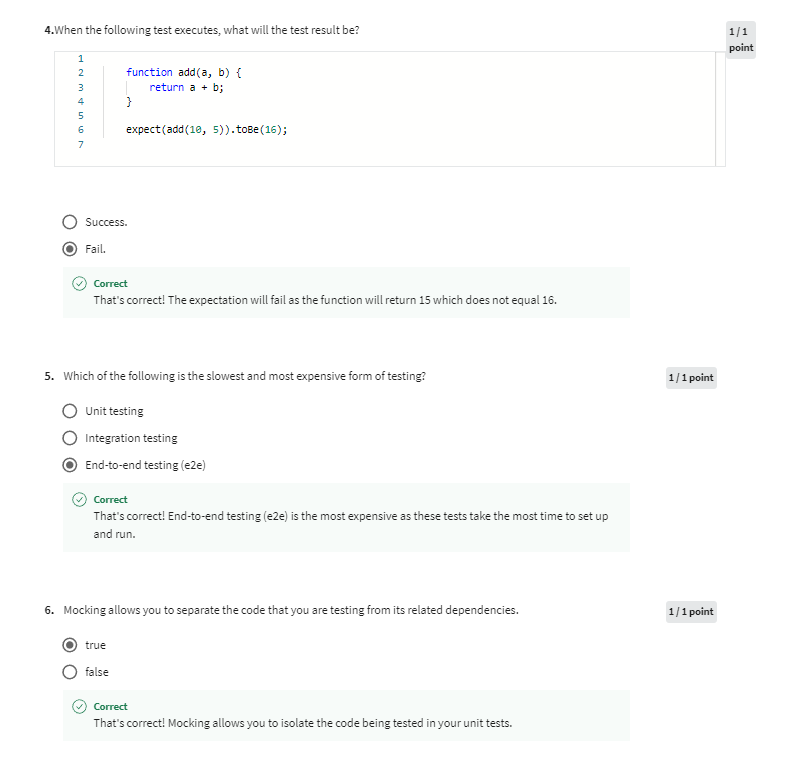 4.When the following test executes, what will the test result be?
1/1
point
1
2 function add(a, b) {
3 return a + b;
4 }
5
6 expect(add(10, 5)).toBe(16);
7
Success.
Fail.
Correct
That's correct! The expectation will fail as the function will return 15 which does not equal 16.
5. Which of the following is the slowest and most expensive form of testing?
1 / 1 point
Unit testing
Integration testing
End-to-end testing (e2e)
Correct
That's correct! End-to-end testing (e2e) is the most expensive as these tests take the most time to set up
and run.
6. Mocking allows you to separate the code that you are testing from its related dependencies.
1 / 1 point
true
false
Correct
That's correct! Mocking allows you to isolate the code being tested in your unit tests.